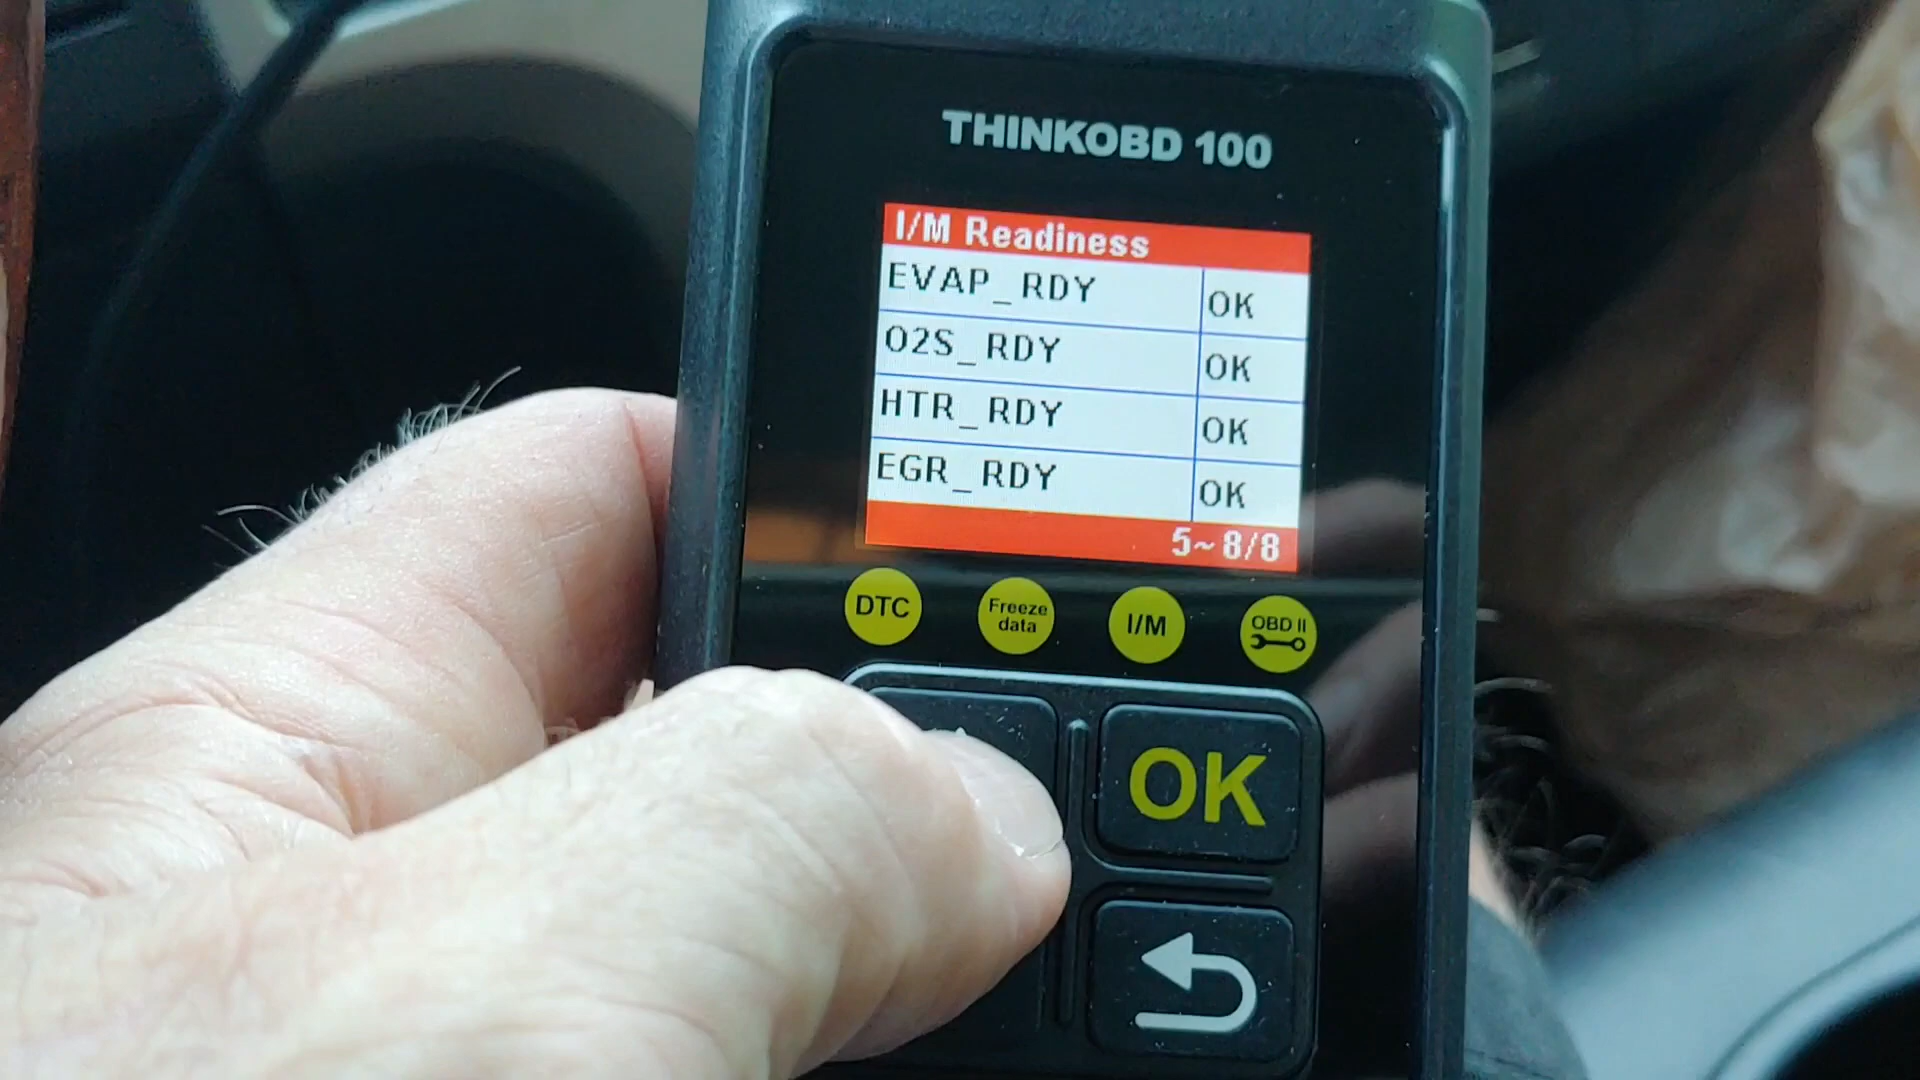 THINKOBD 100
I/M Readiness
EVAP_RDY OK
O2S_RDY OK
HTR_RDY OK
EGR_RDY OK
5~8/8
DTC
Freeze
data
I/M
OBD II
OK